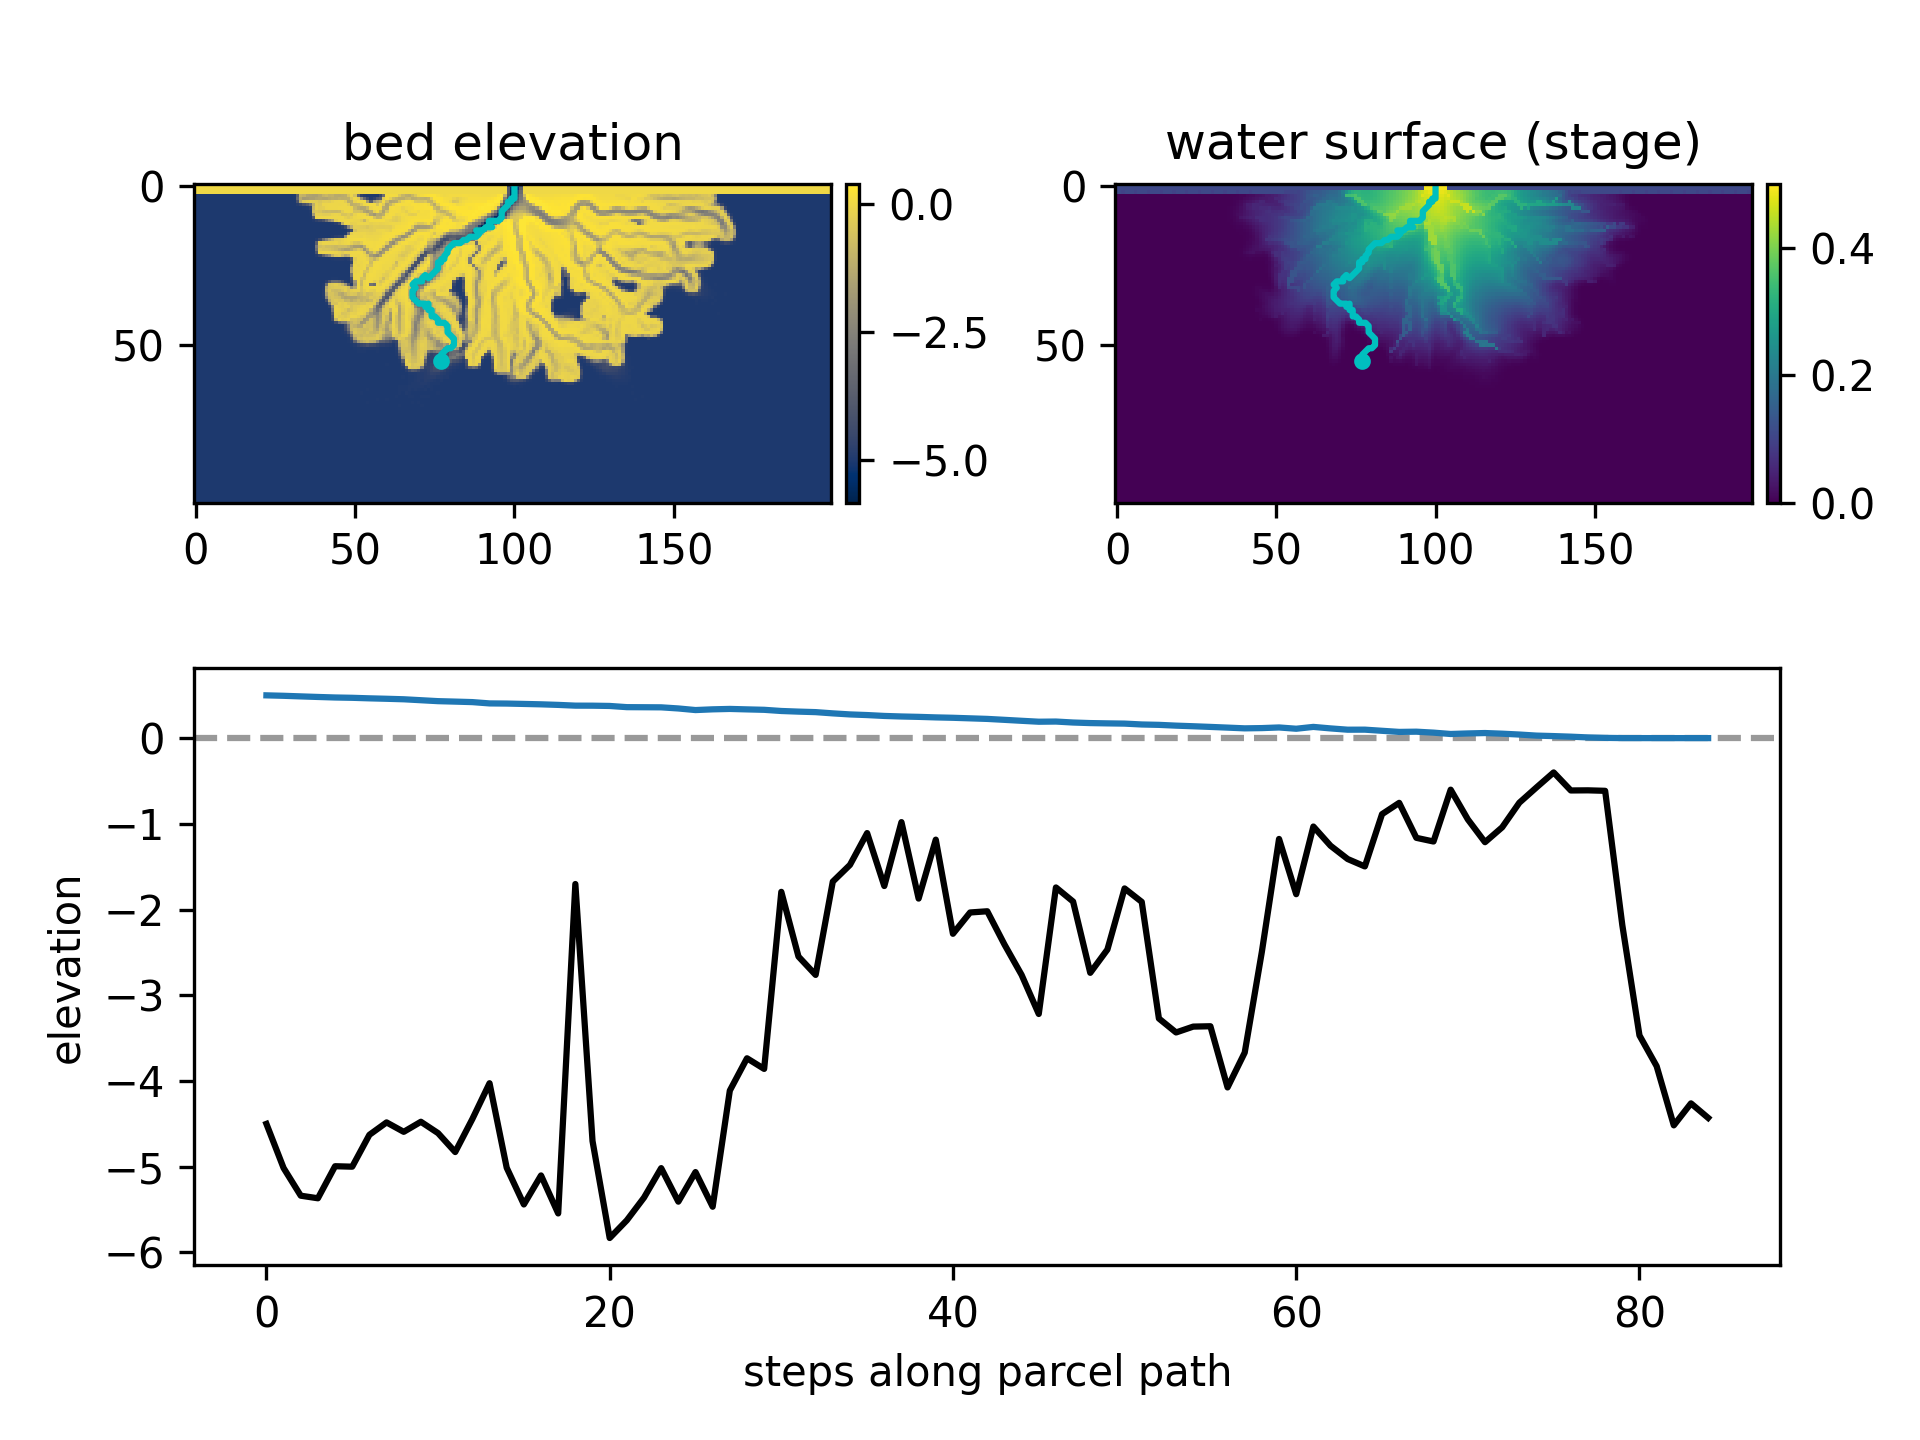 bed elevation
0
50
0 50 100 150
0.0
−2.5
−5.0
water surface (stage)
0
50
0 50 100 150
0.4
0.2
0.0
elevation
0
−1
−2
−3
−4
−5
−6
0 20 40 60 80
steps along parcel path